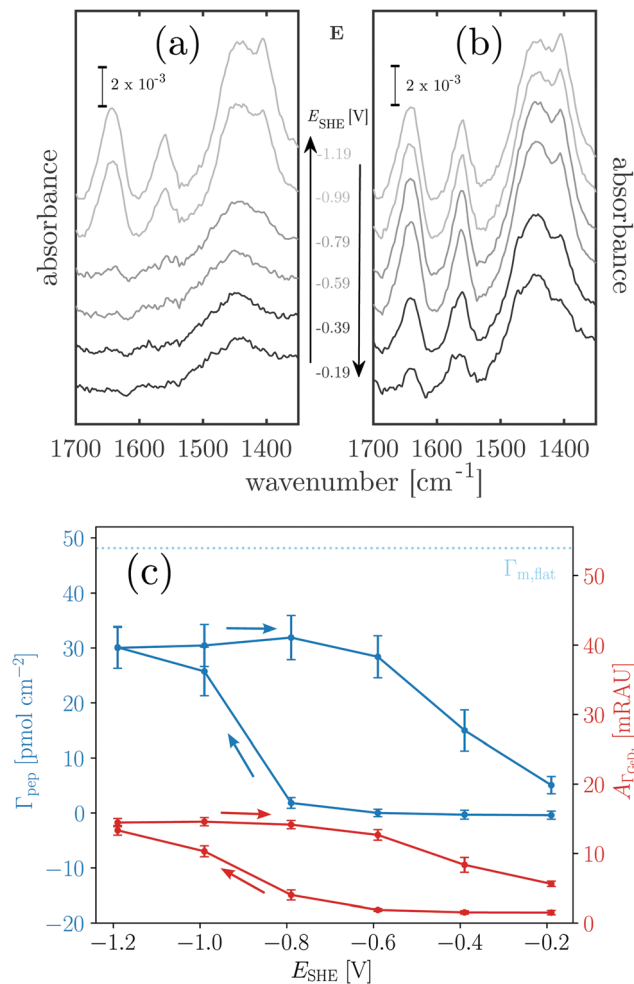 (a)
E
(b)
2 × 10⁻³
2 × 10⁻³
E_SHE [V]
-1.19
-0.99
-0.79
-0.59
-0.39
-0.19
absorbance
absorbance
1700 1600 1500 1400
1700 1600 1500 1400
wavenumber [cm⁻¹]
(c)
Γ_m,flat
50
40
30
20
10
0
−10
−20
Γ_pep [pmol cm⁻²]
50
40
30
20
10
0
A_Γ_GeDx [mRAU]
−1.2 −1.0 −0.8 −0.6 −0.4 −0.2
E_SHE [V]